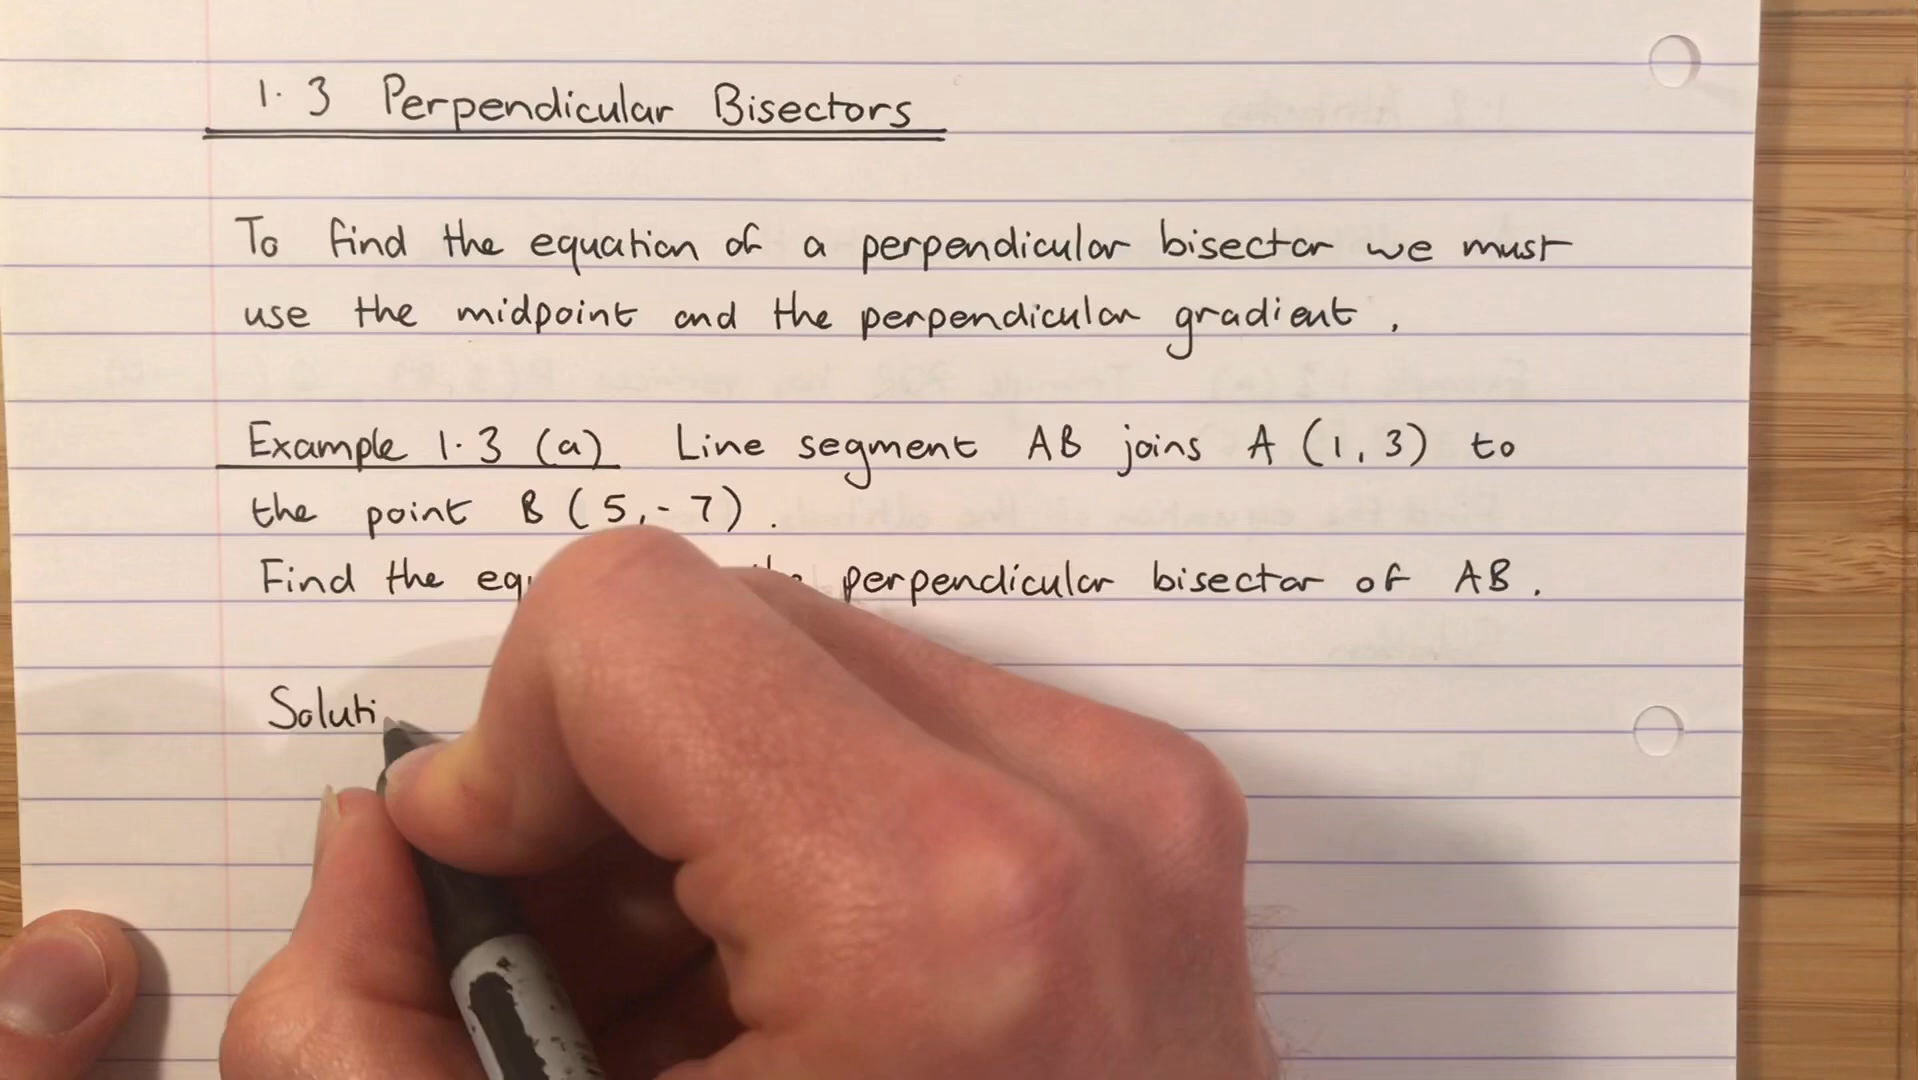 1.3 Perpendicular Bisectors
To find the equation of a perpendicular bisector we must
use the midpoint and the perpendicular gradient.
Example 1.3 (a) Line segment AB joins A (1, 3) to
the point B (5, -7).
Find the perpendicular bisector of AB.
Soluti